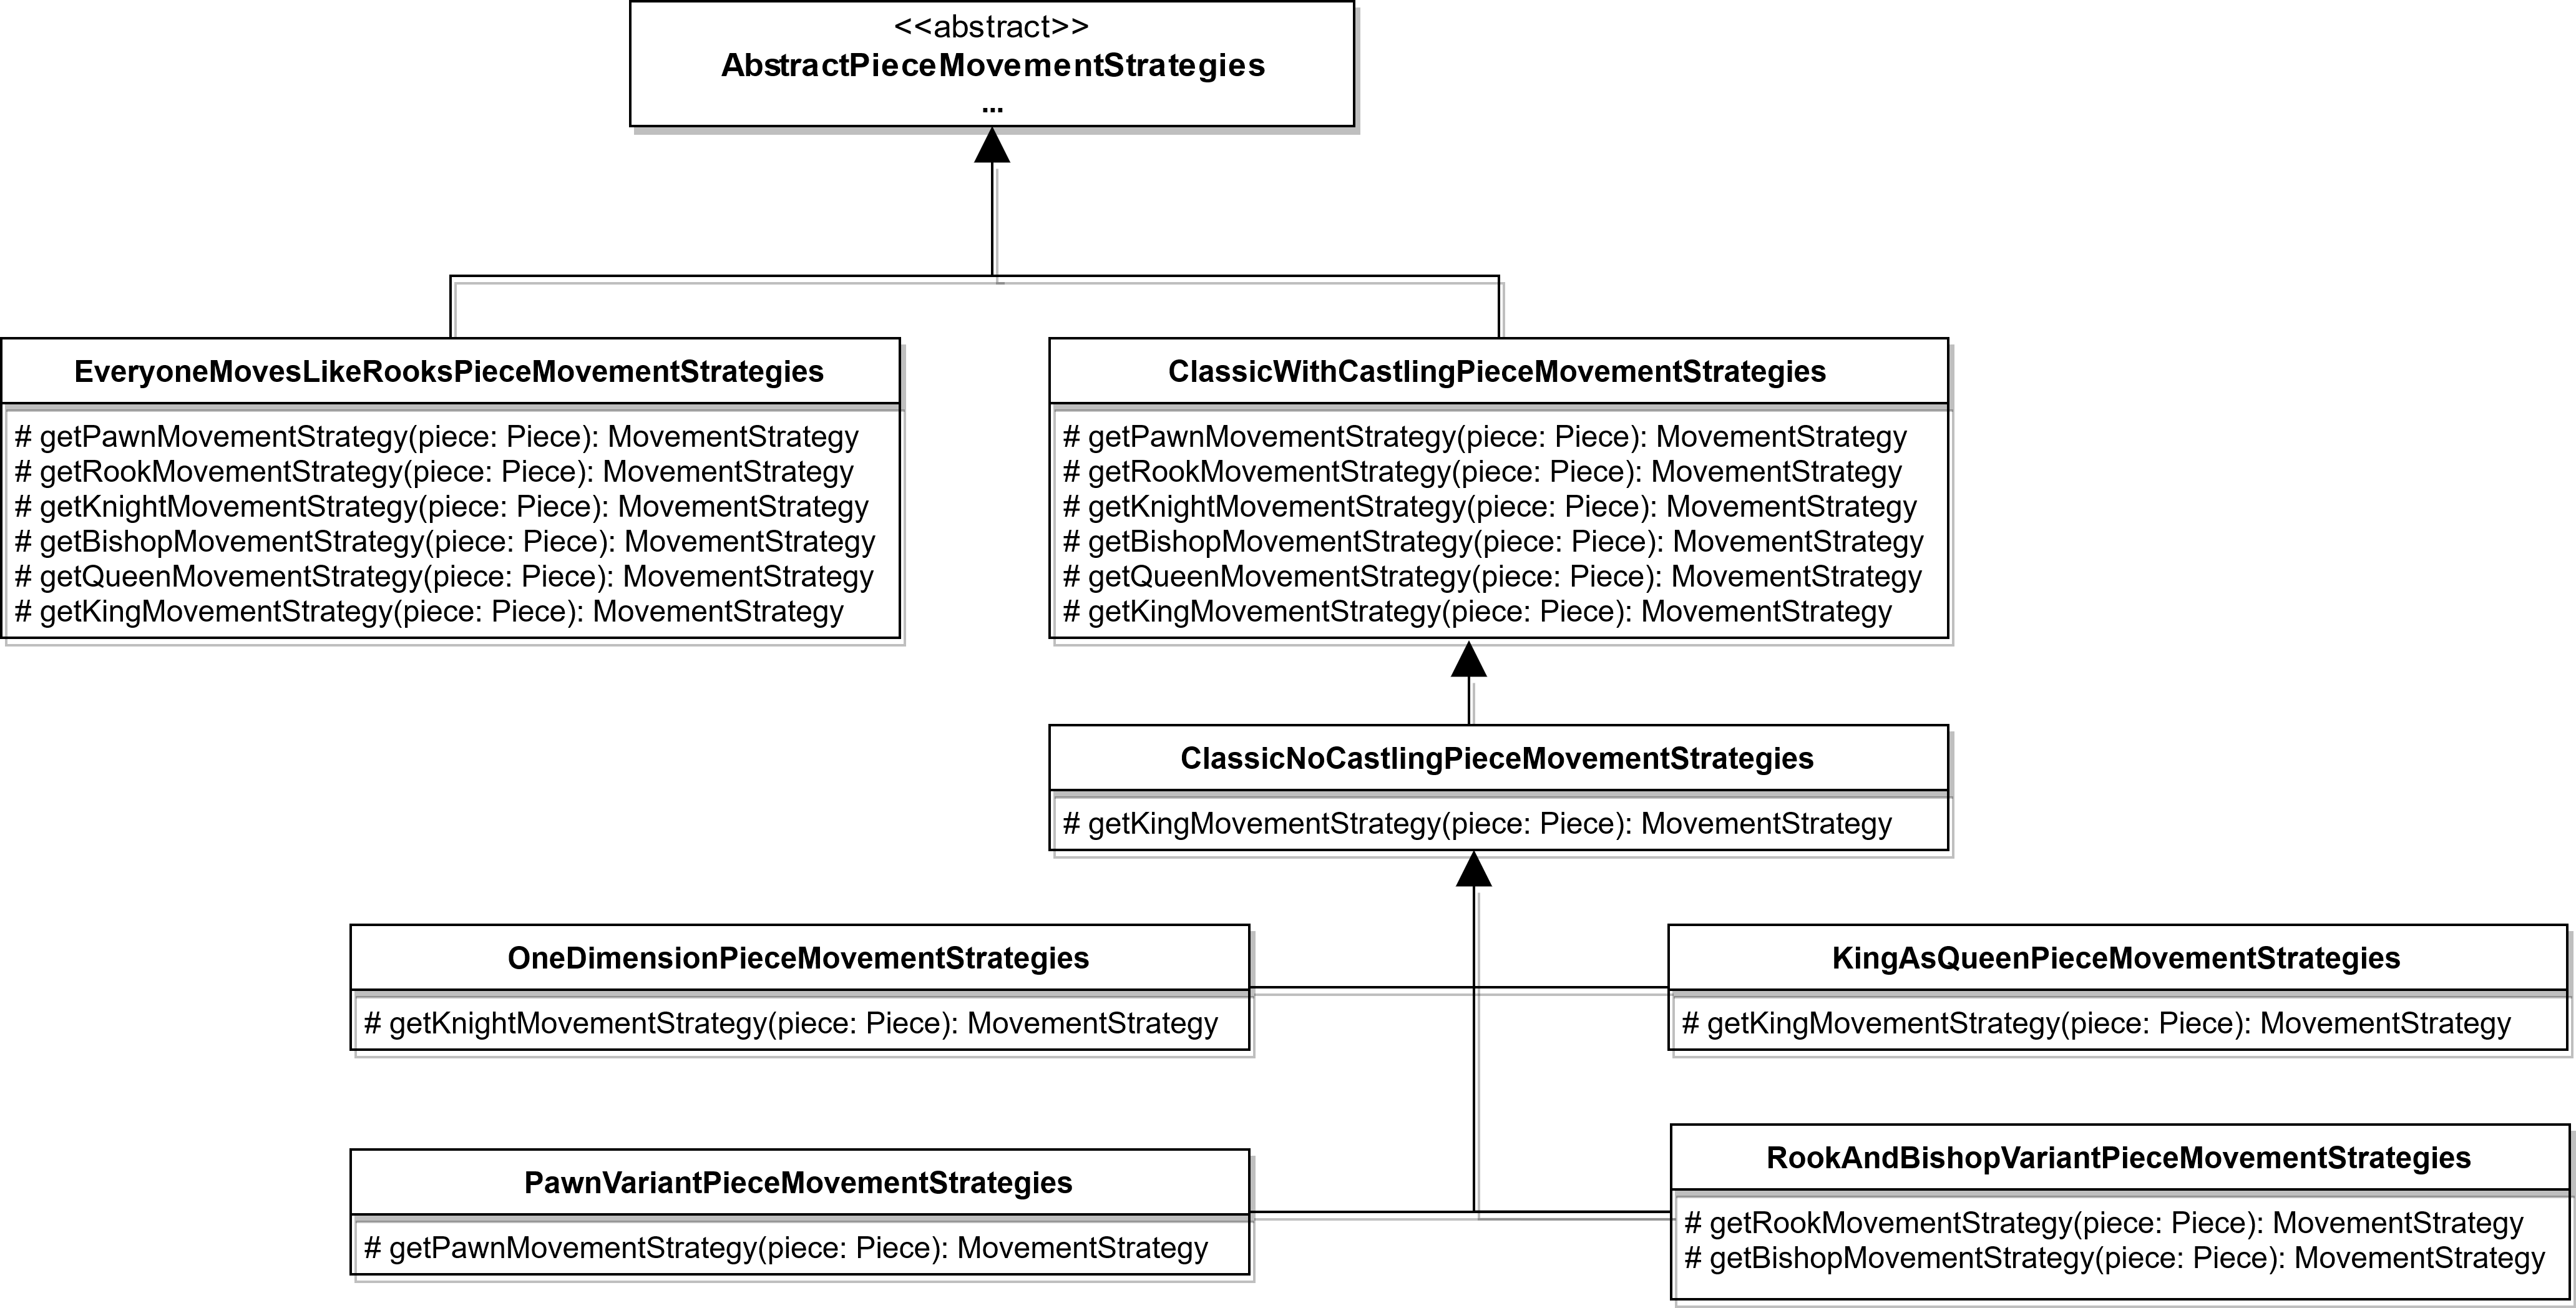 <<abstract>>
AbstractPieceMovementStrategies
...
EveryoneMovesLikeRooksPieceMovementStrategies
# getPawnMovementStrategy(piece: Piece): MovementStrategy
# getRookMovementStrategy(piece: Piece): MovementStrategy
# getKnightMovementStrategy(piece: Piece): MovementStrategy
# getBishopMovementStrategy(piece: Piece): MovementStrategy
# getQueenMovementStrategy(piece: Piece): MovementStrategy
# getKingMovementStrategy(piece: Piece): MovementStrategy
ClassicWithCastlingPieceMovementStrategies
# getPawnMovementStrategy(piece: Piece): MovementStrategy
# getRookMovementStrategy(piece: Piece): MovementStrategy
# getKnightMovementStrategy(piece: Piece): MovementStrategy
# getBishopMovementStrategy(piece: Piece): MovementStrategy
# getQueenMovementStrategy(piece: Piece): MovementStrategy
# getKingMovementStrategy(piece: Piece): MovementStrategy
ClassicNoCastlingPieceMovementStrategies
# getKingMovementStrategy(piece: Piece): MovementStrategy
OneDimensionPieceMovementStrategies
# getKnightMovementStrategy(piece: Piece): MovementStrategy
KingAsQueenPieceMovementStrategies
# getKingMovementStrategy(piece: Piece): MovementStrategy
PawnVariantPieceMovementStrategies
# getPawnMovementStrategy(piece: Piece): MovementStrategy
RookAndBishopVariantPieceMovementStrategies
# getRookMovementStrategy(piece: Piece): MovementStrategy
# getBishopMovementStrategy(piece: Piece): MovementStrategy